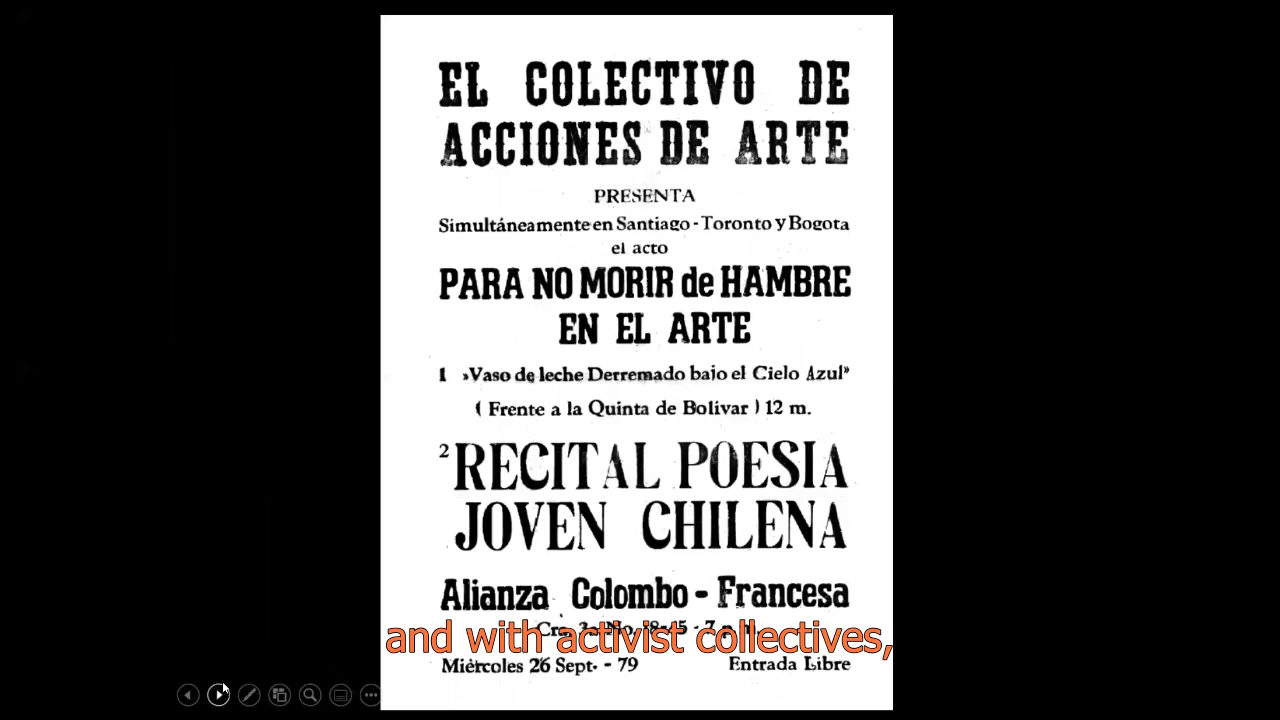 EL COLECTIVO DE
ACCIONES DE ARTE
PRESENTA
Simultáneamente en Santiago - Toronto y Bogota
el acto
PARA NO MORIR de HAMBRE
EN EL ARTE
1 »Vaso de leche Derremado bajo el Cielo Azul”
( Frente a la Quinta de Bolívar ) 12 m.
2 RECITAL POESIA
JOVEN CHILENA
Alianza Colombo - Francesa
Cra.
and with activist collectives,
Miércoles 26 Sept. - 79 Entrada Libre